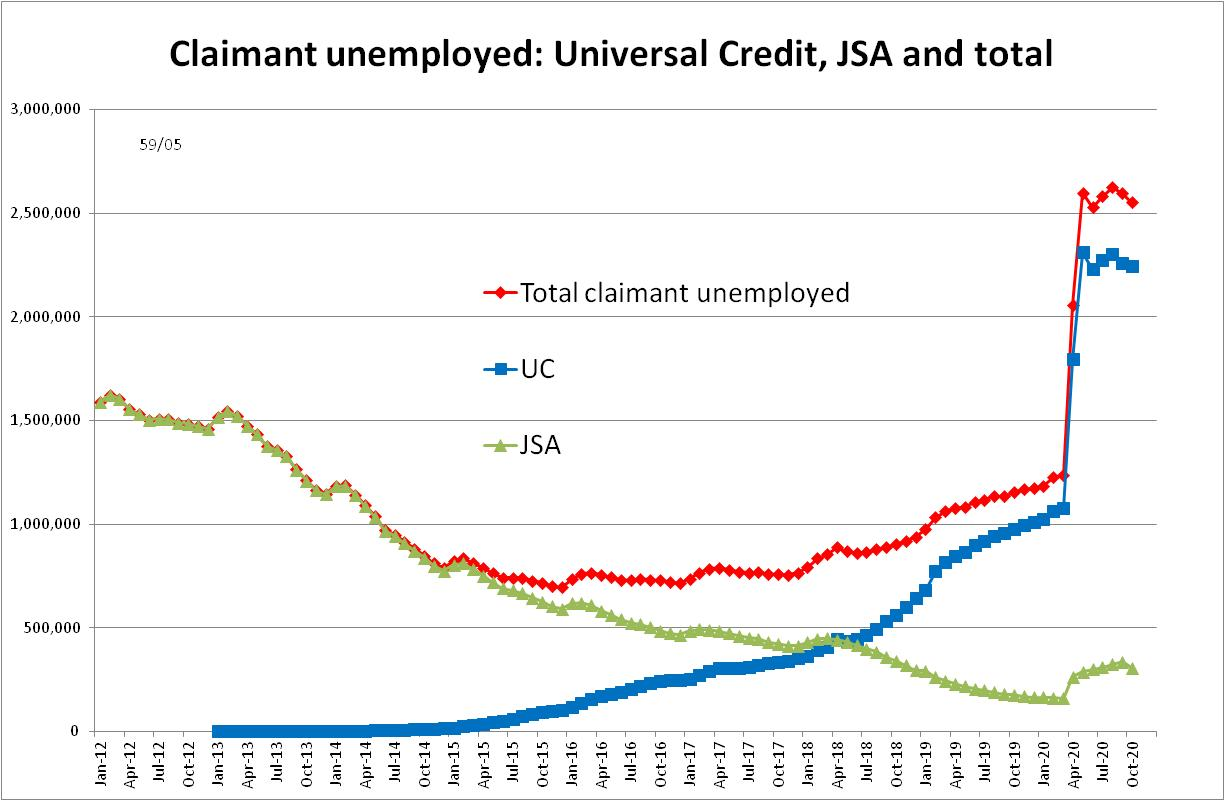 Claimant unemployed: Universal Credit, JSA and total
3,000,000
59/05
2,500,000
Total claimant unemployed
2,000,000
UC
1,500,000
JSA
1,000,000
500,000
0
Jan-12
Apr-12
Jul-12
Oct-12
Jan-13
Apr-13
Jul-13
Oct-13
Jan-14
Apr-14
Jul-14
Oct-14
Jan-15
Apr-15
Jul-15
Oct-15
Jan-16
Apr-16
Jul-16
Oct-16
Jan-17
Apr-17
Jul-17
Oct-17
Jan-18
Apr-18
Jul-18
Oct-18
Jan-19
Apr-19
Jul-19
Oct-19
Jan-20
Apr-20
Jul-20
Oct-20